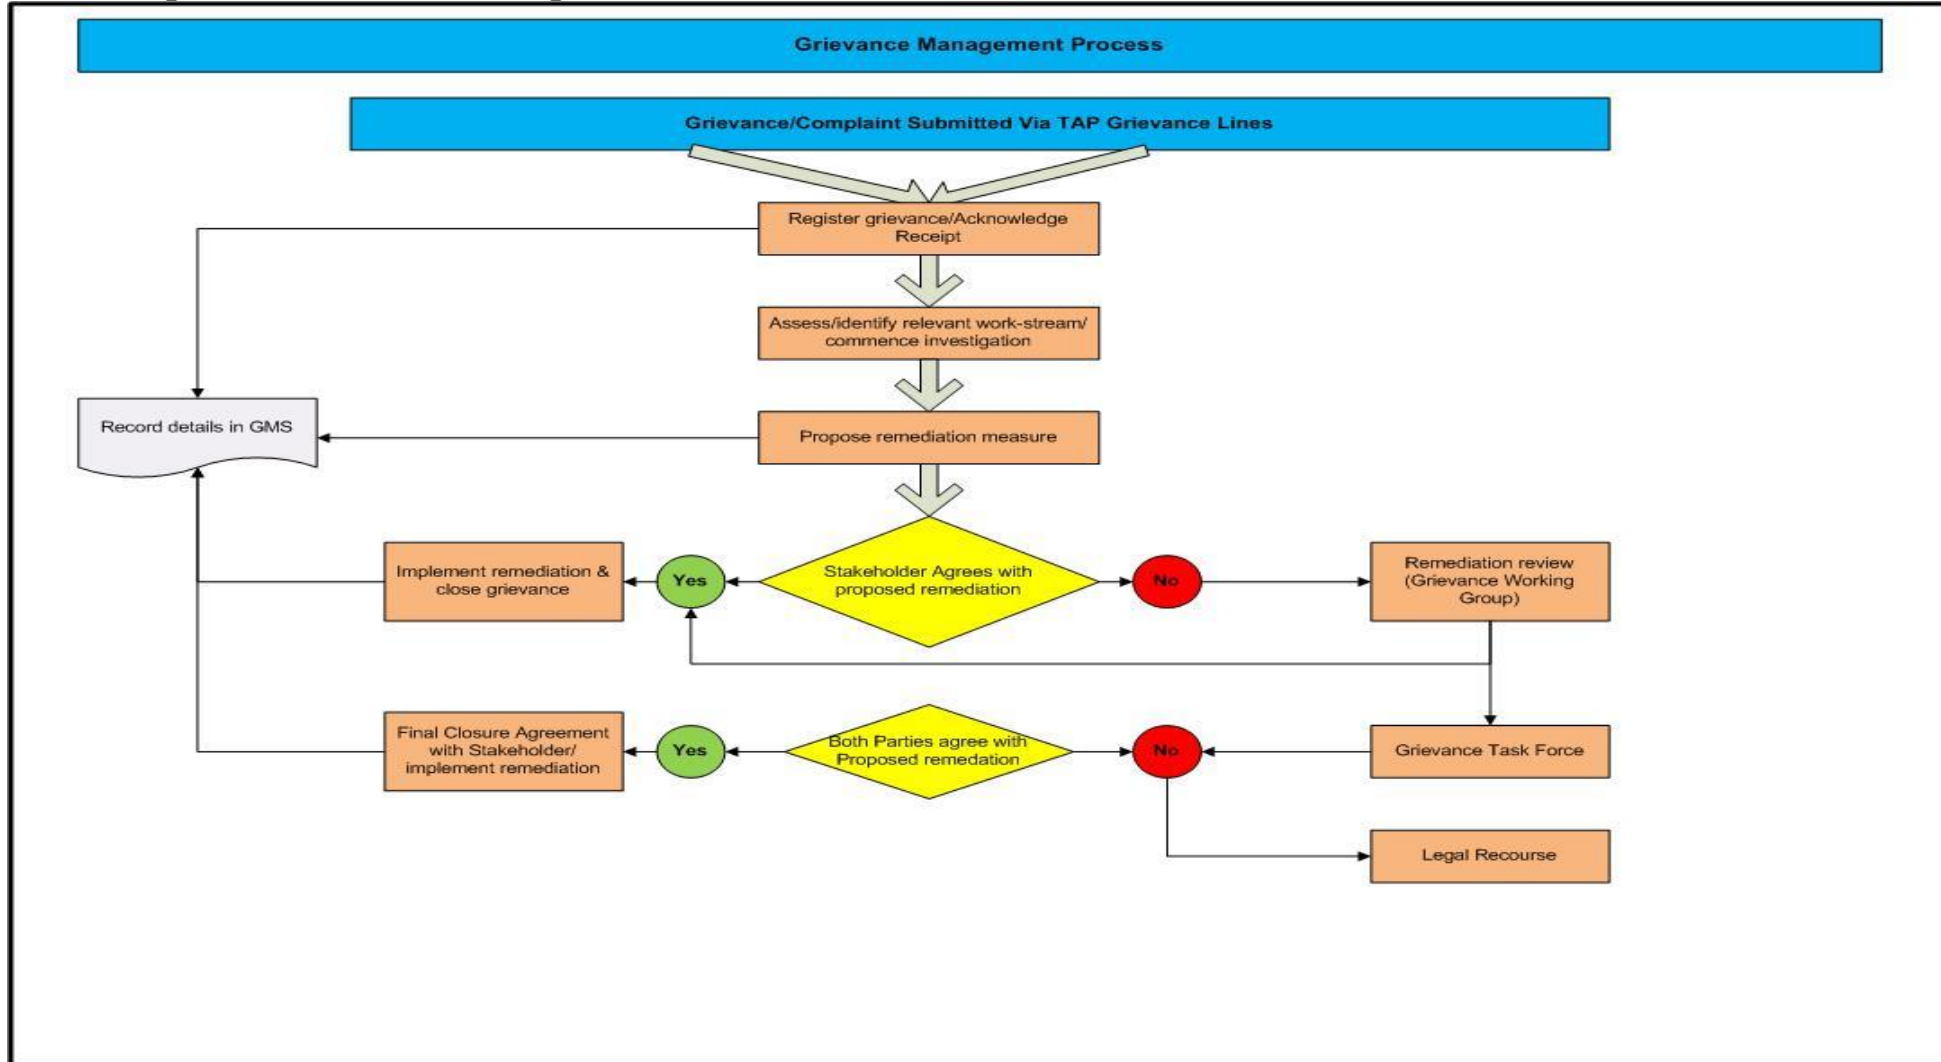 Grievance Management Process
Grievance/Complaint Submitted Via TAP Grievance Lines
Register grievance/Acknowledge
Receipt
Assess/identify relevant work-stream/
commence investigation
Record details in GMS
Propose remediation measure
Implement remediation &
close grievance
Yes
Stakeholder Agrees with
proposed remediation
No
Remediation review
(Grievance Working
Group)
Final Closure Agreement
with Stakeholder/
implement remediation
Yes
Both Parties agree with
Proposed remedation
No
Grievance Task Force
Legal Recourse